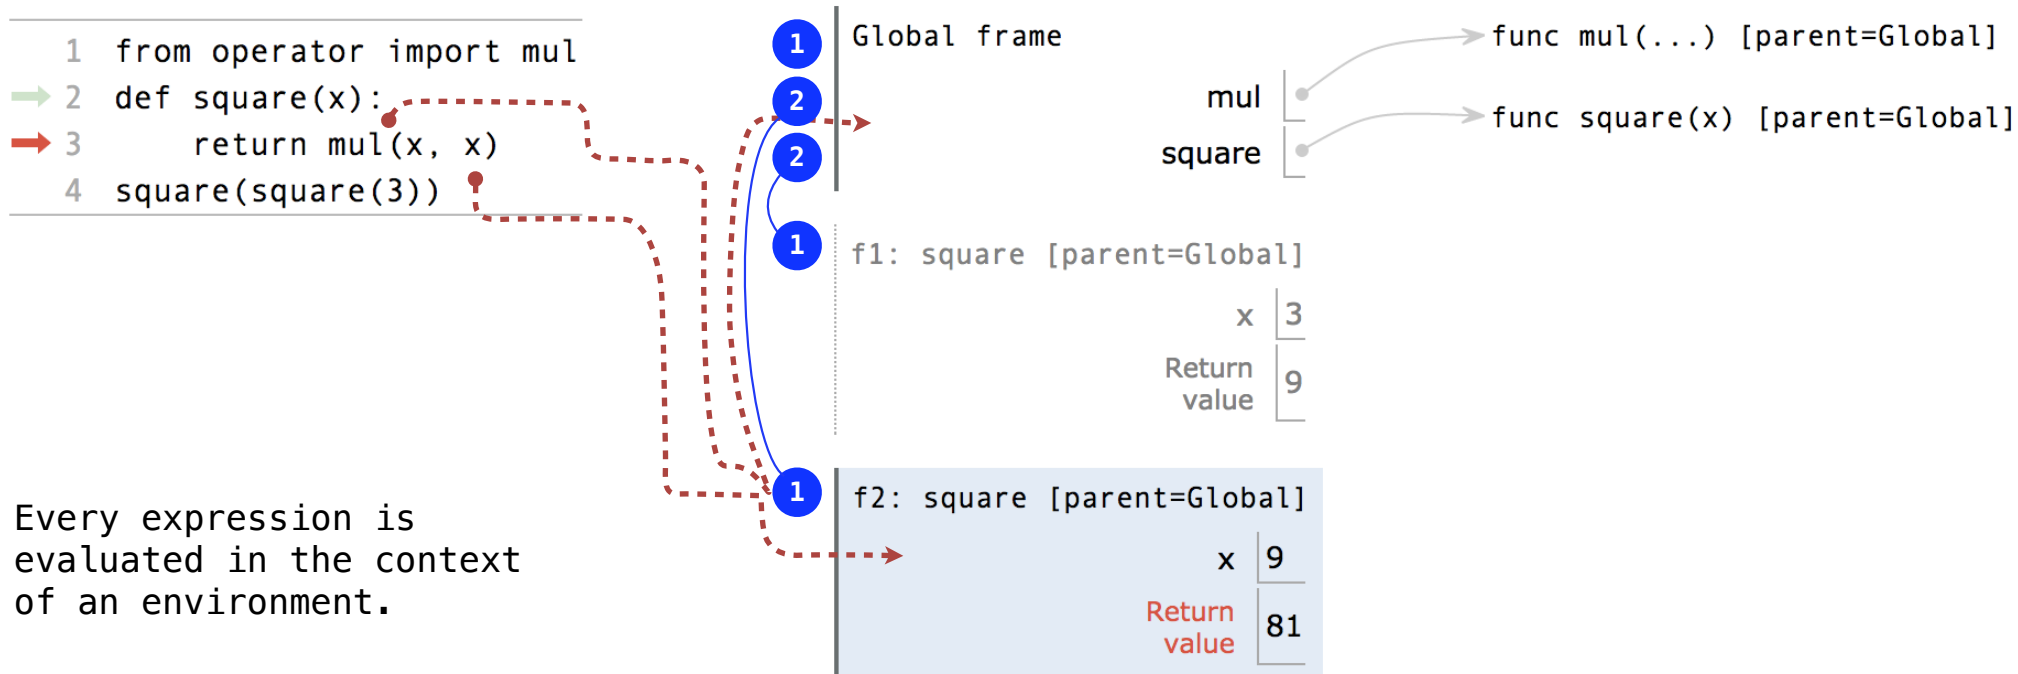 1 from operator import mul
2 def square(x):
3 return mul(x, x)
4 square(square(3))
Every expression is
evaluated in the context
of an environment.
1
2
2
1
1
Global frame
mul
square
func mul(...) [parent=Global]
func square(x) [parent=Global]
f1: square [parent=Global]
x 3
Return
value 9
f2: square [parent=Global]
x 9
Return
value 81